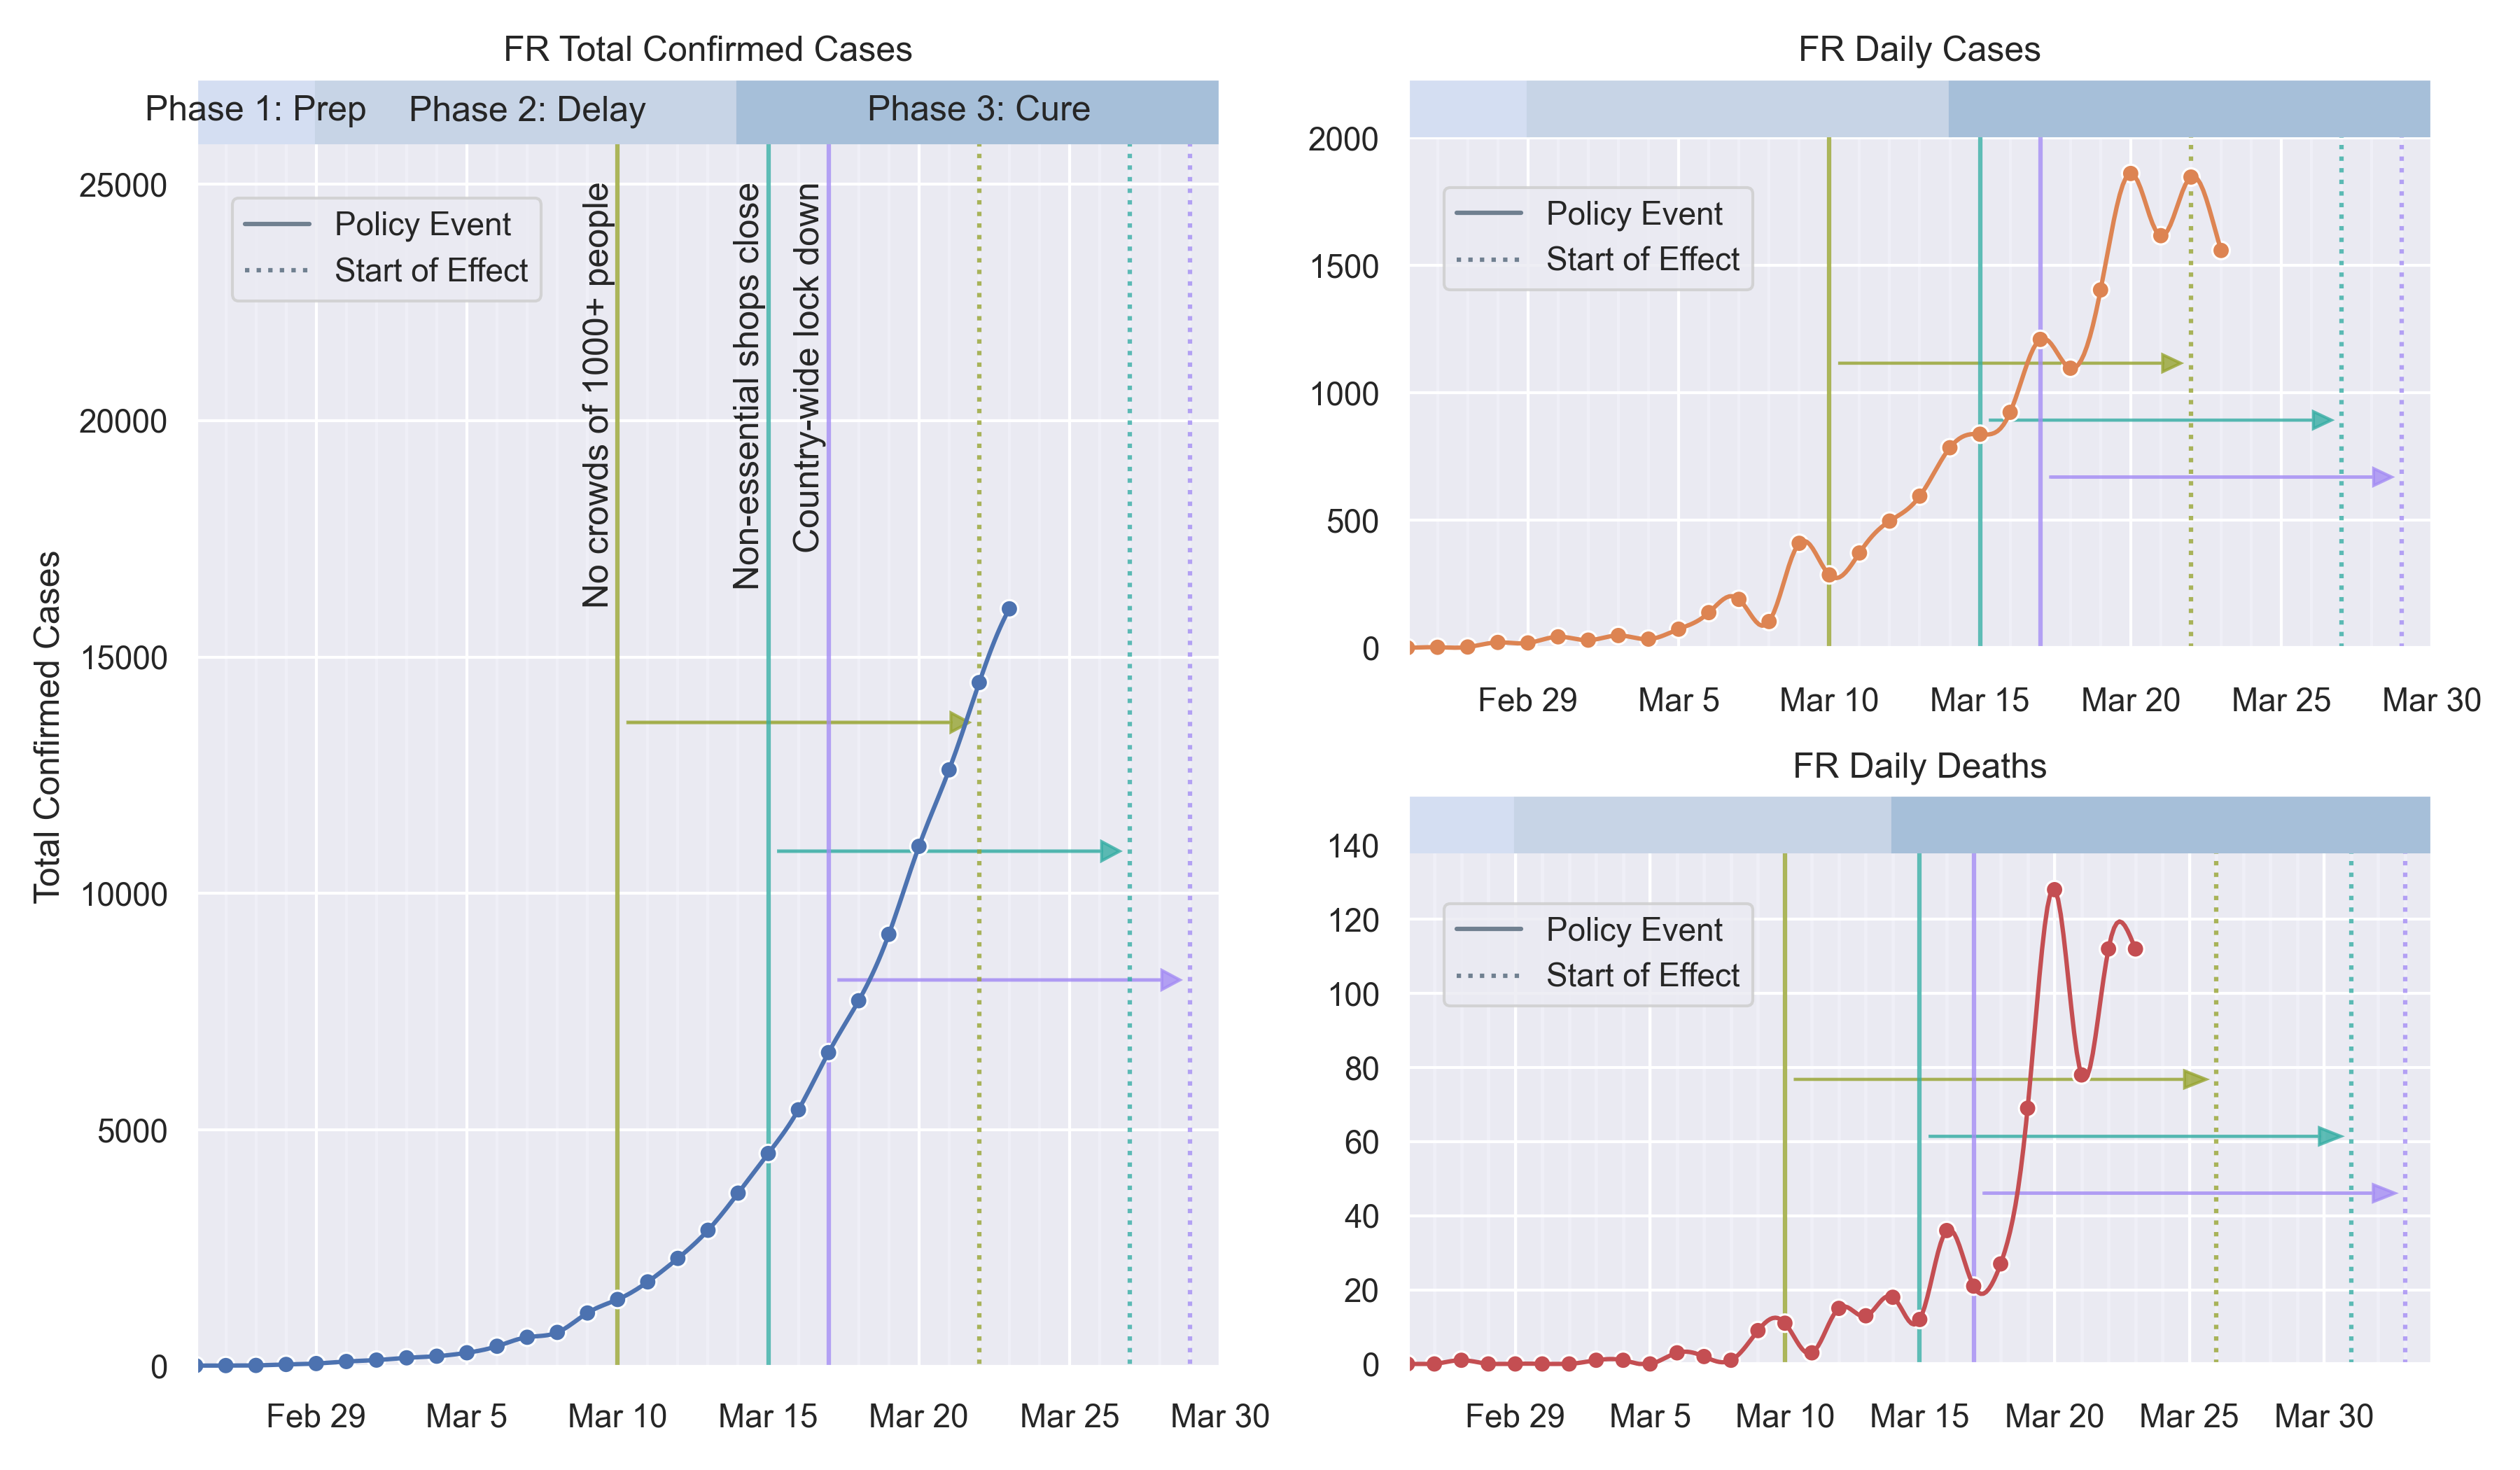 FR Total Confirmed Cases
Phase 1: Prep
Phase 2: Delay
Phase 3: Cure
Total Confirmed Cases
25000
20000
15000
10000
5000
0
Policy Event
Start of Effect
No crowds of 1000+ people
Non-essential shops close
Country-wide lock down
Feb 29
Mar 5
Mar 10
Mar 15
Mar 20
Mar 25
Mar 30
FR Daily Cases
2000
1500
1000
500
0
Policy Event
Start of Effect
Feb 29
Mar 5
Mar 10
Mar 15
Mar 20
Mar 25
Mar 30
FR Daily Deaths
140
120
100
80
60
40
20
0
Policy Event
Start of Effect
Feb 29
Mar 5
Mar 10
Mar 15
Mar 20
Mar 25
Mar 30